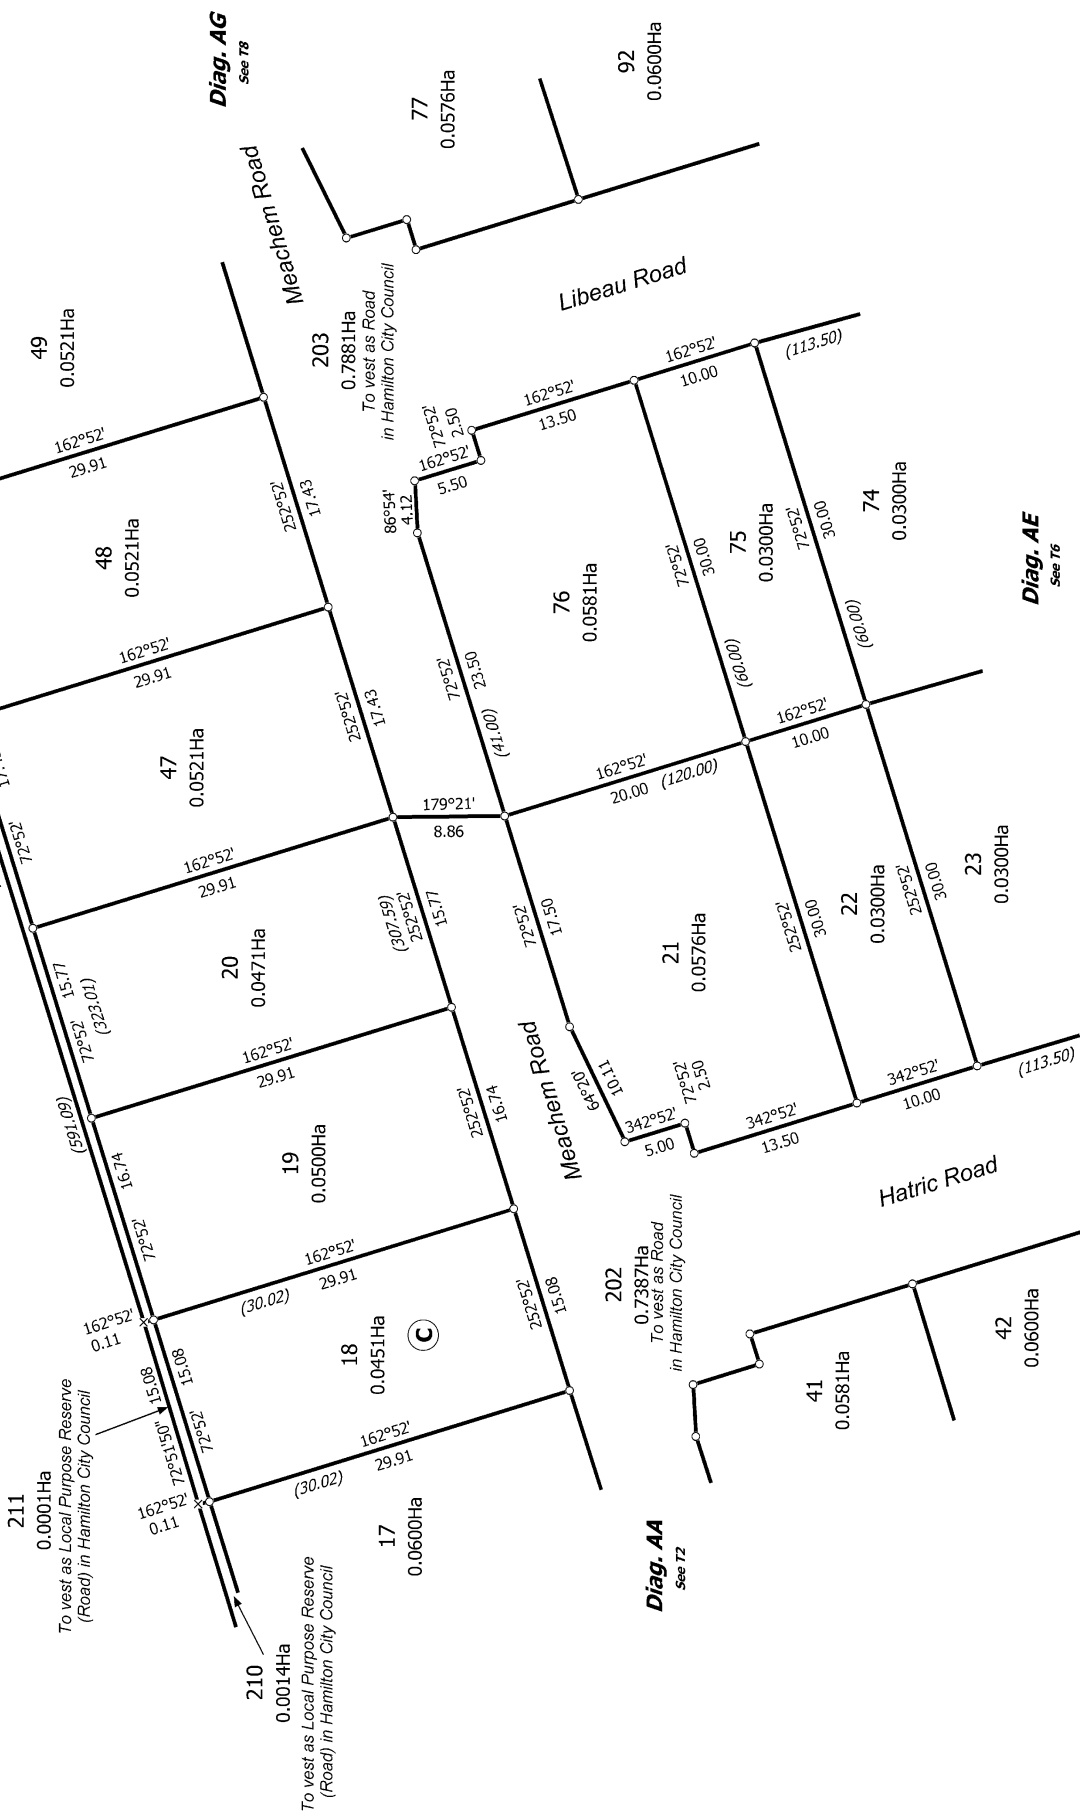 Diag. AG
See T8
77
0.0576Ha
92
0.0600Ha
Meachem Road
Libeau Road
203
0.7881Ha
To vest as Road
in Hamilton City Council
49
0.0521Ha
162°52'
29.91
252°52'
17.43
48
0.0521Ha
162°52'
29.91
252°52'
17.43
47
0.0521Ha
72°52'
162°52'
29.91
86°54'
4.12
162°52'
5.50
72°52'
2.50
162°52'
13.50
162°52'
10.00
(113.50)
72°52'
23.50
(41.00)
76
0.0581Ha
72°52'
30.00
(60.00)
75
0.0300Ha
72°52'
30.00
(60.00)
74
0.0300Ha
Diag. AE
See T6
179°21'
8.86
162°52'
20.00
(120.00)
162°52'
10.00
72°52'
15.77
(323.01)
20
0.0471Ha
(307.59)
252°52'
15.77
72°52'
17.50
21
0.0576Ha
252°52'
30.00
22
0.0300Ha
252°52'
30.00
23
0.0300Ha
(591.09)
162°52'
29.91
252°52'
16.74
Meachem Road
64°20'
10.11
342°52'
5.00
72°52'
2.50
342°52'
13.50
342°52'
10.00
(113.50)
72°52'
16.74
19
0.0500Ha
162°52'
29.91
(30.02)
252°52'
15.08
Hatric Road
202
0.7387Ha
To vest as Road
in Hamilton City Council
162°52'
0.11
72°51'50"
15.08
72°52'
15.08
18
0.0451Ha
C
162°52'
29.91
(30.02)
41
0.0581Ha
42
0.0600Ha
162°52'
0.11
211
0.0001Ha
To vest as Local Purpose Reserve
(Road) in Hamilton City Council
17
0.0600Ha
Diag. AA
See T2
210
0.0014Ha
To vest as Local Purpose Reserve
(Road) in Hamilton City Council